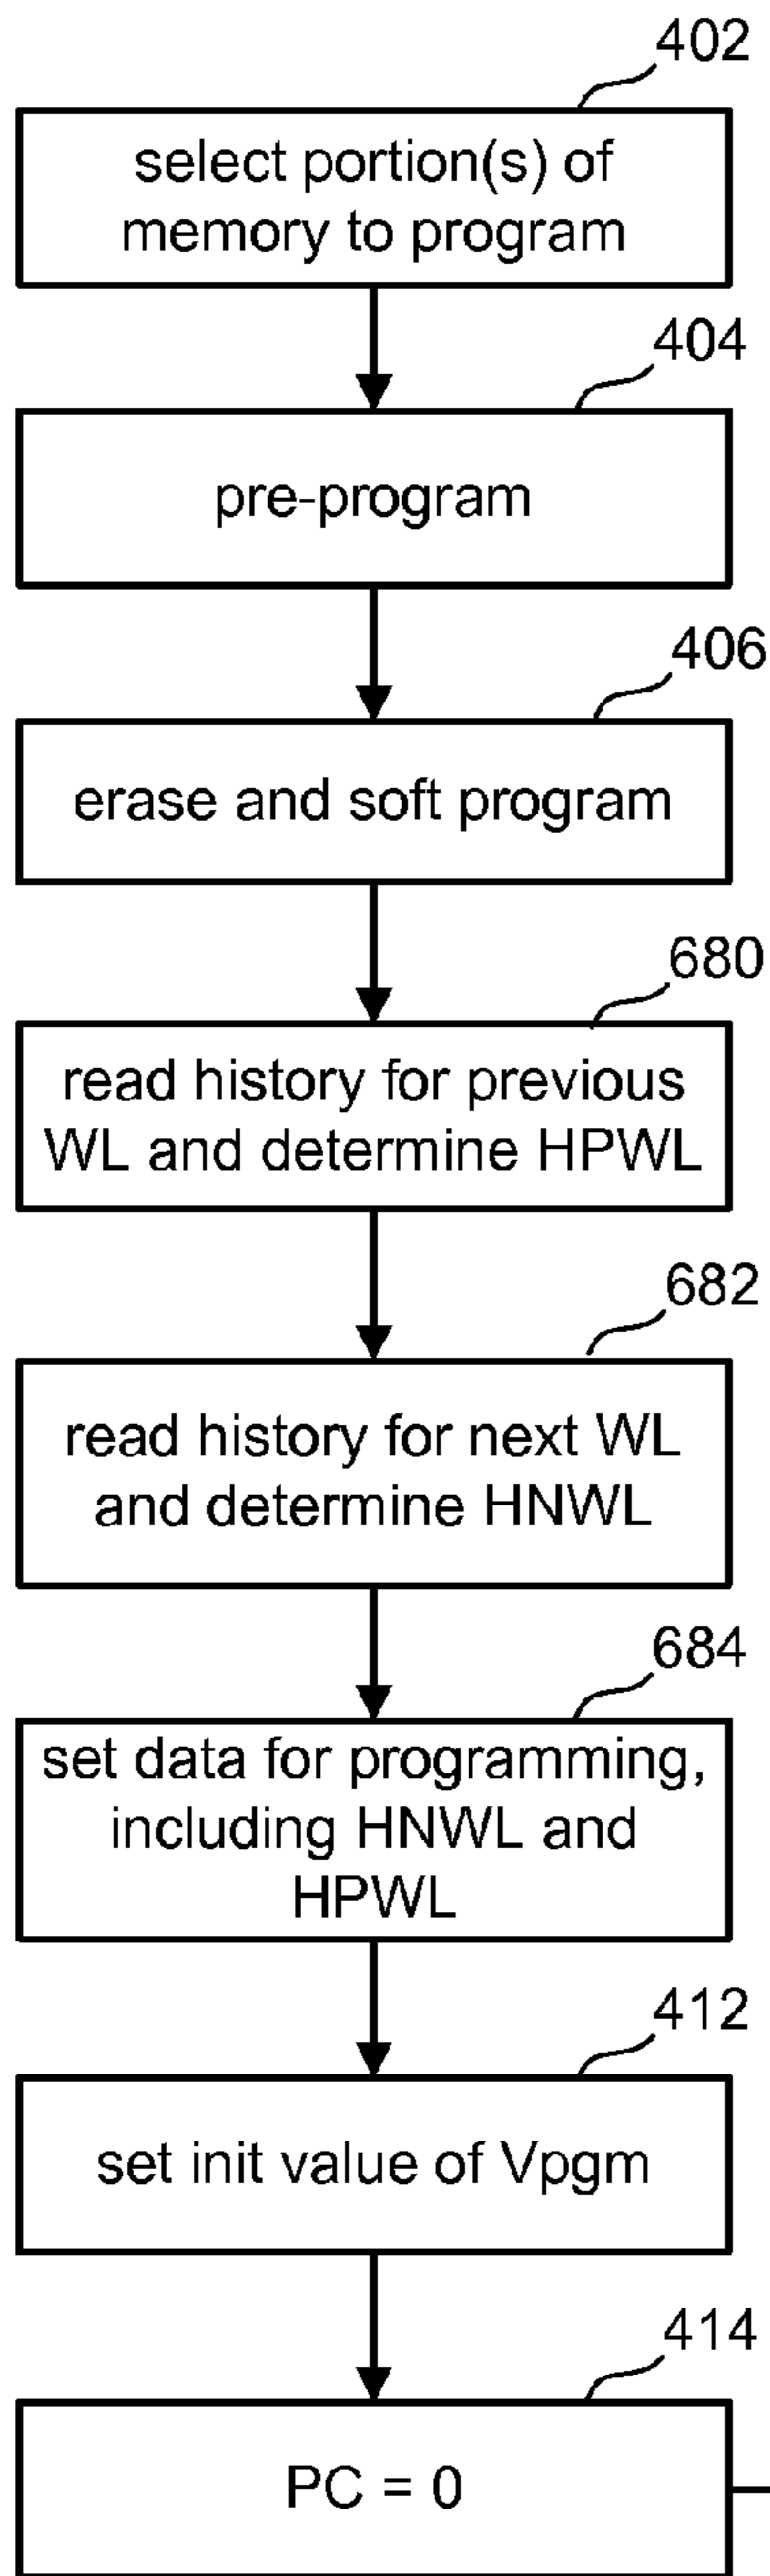 402
select portion(s) of
memory to program
404
pre-program
406
erase and soft program
680
read history for previous
WL and determine HPWL
682
read history for next WL
and determine HNWL
684
set data for programming,
including HNWL and
HPWL
412
set init value of Vpgm
414
PC = 0